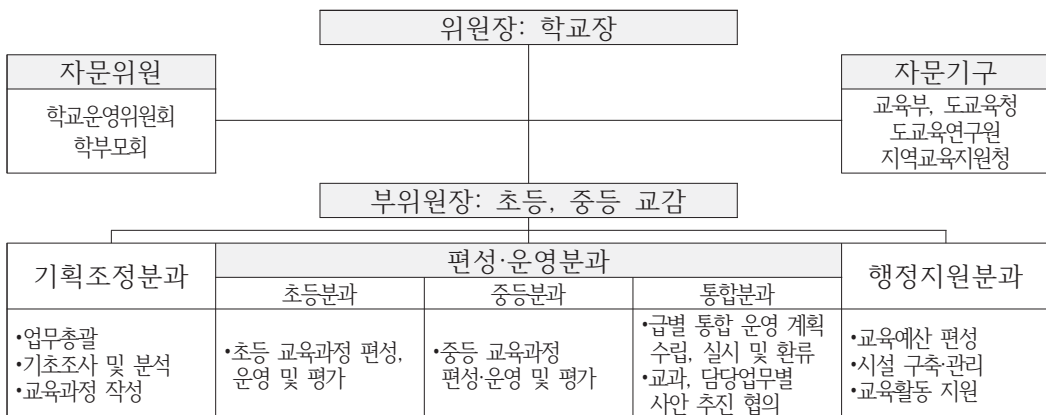 위원장: 학교장
자문위원
학교운영위원회
학부모회
자문기구
교육부, 도교육청
도교육연구원
지역교육지원청
부위원장: 초등, 중등 교감
기획조정분과
•업무총괄
•기초조사 및 분석
•교육과정 작성
편성·운영분과
초등분과
•초등 교육과정 편성,
운영 및 평가
중등분과
•중등 교육과정
편성·운영 및 평가
통합분과
•급별 통합 운영 계획
수립, 실시 및 환류
•교과, 담당업무별
사안 추진 협의
행정지원분과
•교육예산 편성
•시설 구축·관리
•교육활동 지원